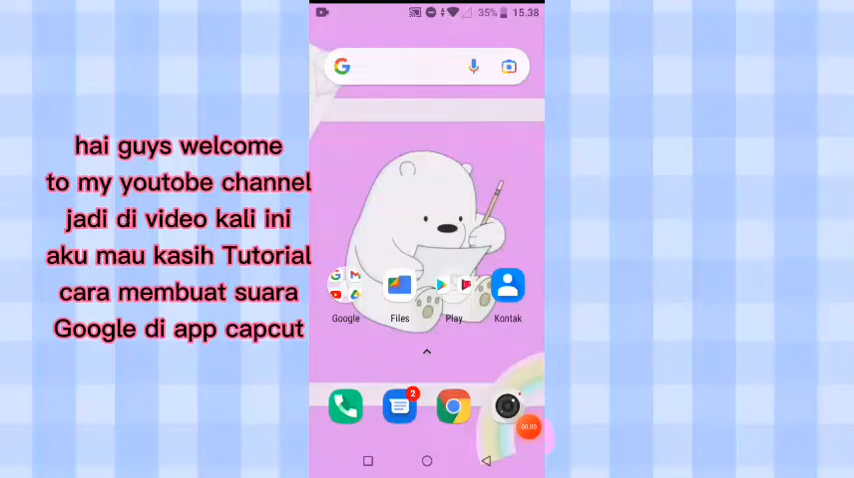 35% 15.38
hai guys welcome
to my youtobe channel
jadi di video kali ini
aku mau kasih Tutorial
cara membuat suara
Google di app capcut
Google Files Play Kontak
2
00:00